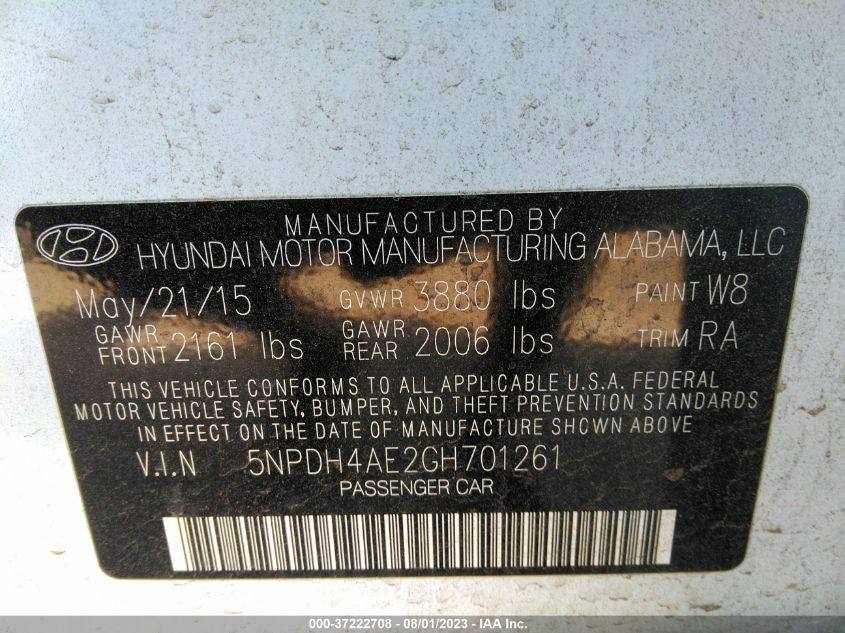 MANUFACTURED BY
HYUNDAI MOTOR MANUFACTURING ALABAMA, LLC
May/21/15 GVWR 3880 lbs PAINT W8
GAWR FRONT 2161 lbs GAWR REAR 2006 lbs TRIM RA
THIS VEHICLE CONFORMS TO ALL APPLICABLE U.S.A. FEDERAL
MOTOR VEHICLE SAFETY, BUMPER, AND THEFT PREVENTION STANDARDS
IN EFFECT ON THE DATE OF MANUFACTURE SHOWN ABOVE
V.I.N 5NPDH4AE2GH701261
PASSENGER CAR
000-37222708 - 08/01/2023 - IAA Inc.